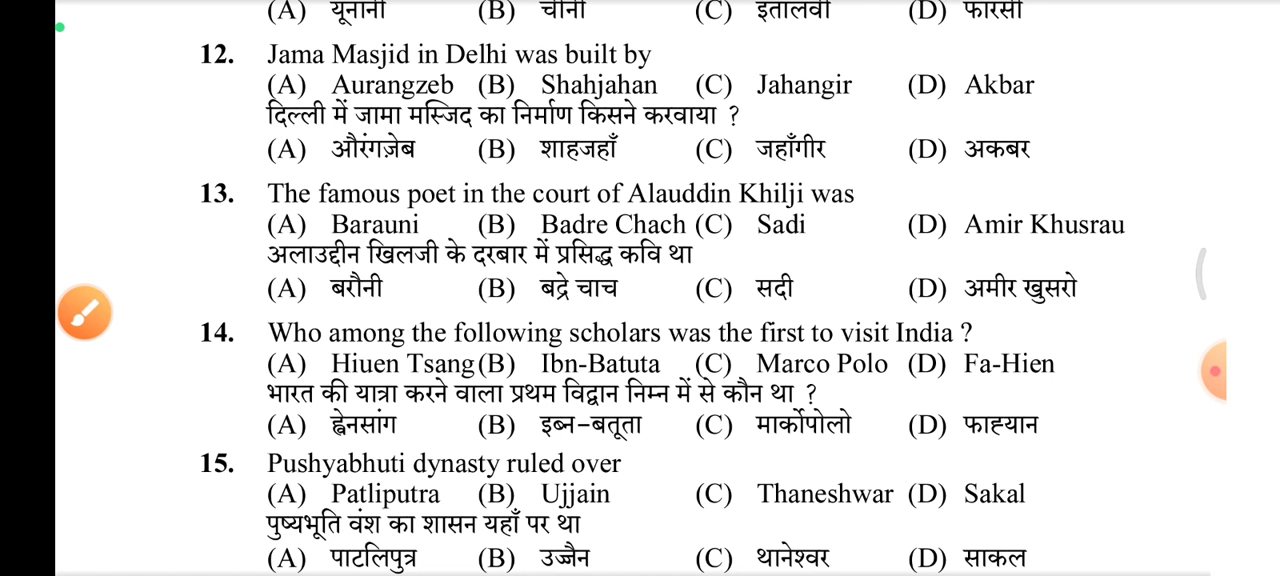 (A) यूनानी (B) चीनी (C) इतालवी (D) फारसी
12. Jama Masjid in Delhi was built by
(A) Aurangzeb (B) Shahjahan (C) Jahangir (D) Akbar
दिल्ली में जामा मस्जिद का निर्माण किसने करवाया ?
(A) औरंगज़ेब (B) शाहजहाँ (C) जहाँगीर (D) अकबर
13. The famous poet in the court of Alauddin Khilji was
(A) Barauni (B) Badre Chach (C) Sadi (D) Amir Khusrau
अलाउद्दीन खिलजी के दरबार में प्रसिद्ध कवि था
(A) बरौनी (B) बद्रे चाच (C) सदी (D) अमीर खुसरो
14. Who among the following scholars was the first to visit India ?
(A) Hiuen Tsang (B) Ibn-Batuta (C) Marco Polo (D) Fa-Hien
भारत की यात्रा करने वाला प्रथम विद्वान निम्न में से कौन था ?
(A) ह्वेनसांग (B) इब्न-बतूता (C) मार्कोपोलो (D) फाह्यान
15. Pushyabhuti dynasty ruled over
(A) Patliputra (B) Ujjain (C) Thaneshwar (D) Sakal
पुष्यभूति वंश का शासन यहाँ पर था
(A) पाटलिपुत्र (B) उज्जैन (C) थानेश्वर (D) साकल